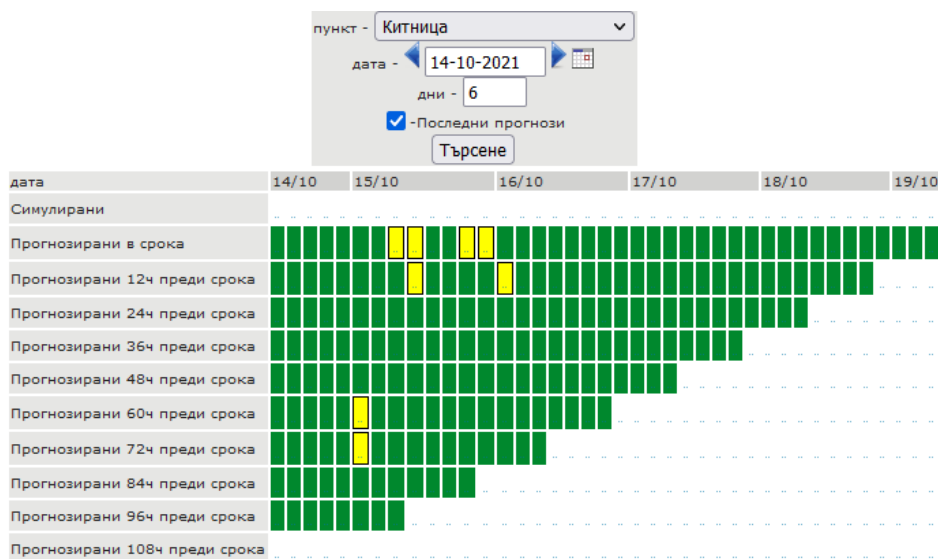 пункт - Китница
дата - 14-10-2021
дни - 6
-Последни прогнози
Търсене
дата 14/10 15/10 16/10 17/10 18/10 19/10
Симулирани
Прогнозирани в срока
Прогнозирани 12ч преди срока
Прогнозирани 24ч преди срока
Прогнозирани 36ч преди срока
Прогнозирани 48ч преди срока
Прогнозирани 60ч преди срока
Прогнозирани 72ч преди срока
Прогнозирани 84ч преди срока
Прогнозирани 96ч преди срока
Прогнозирани 108ч преди срока